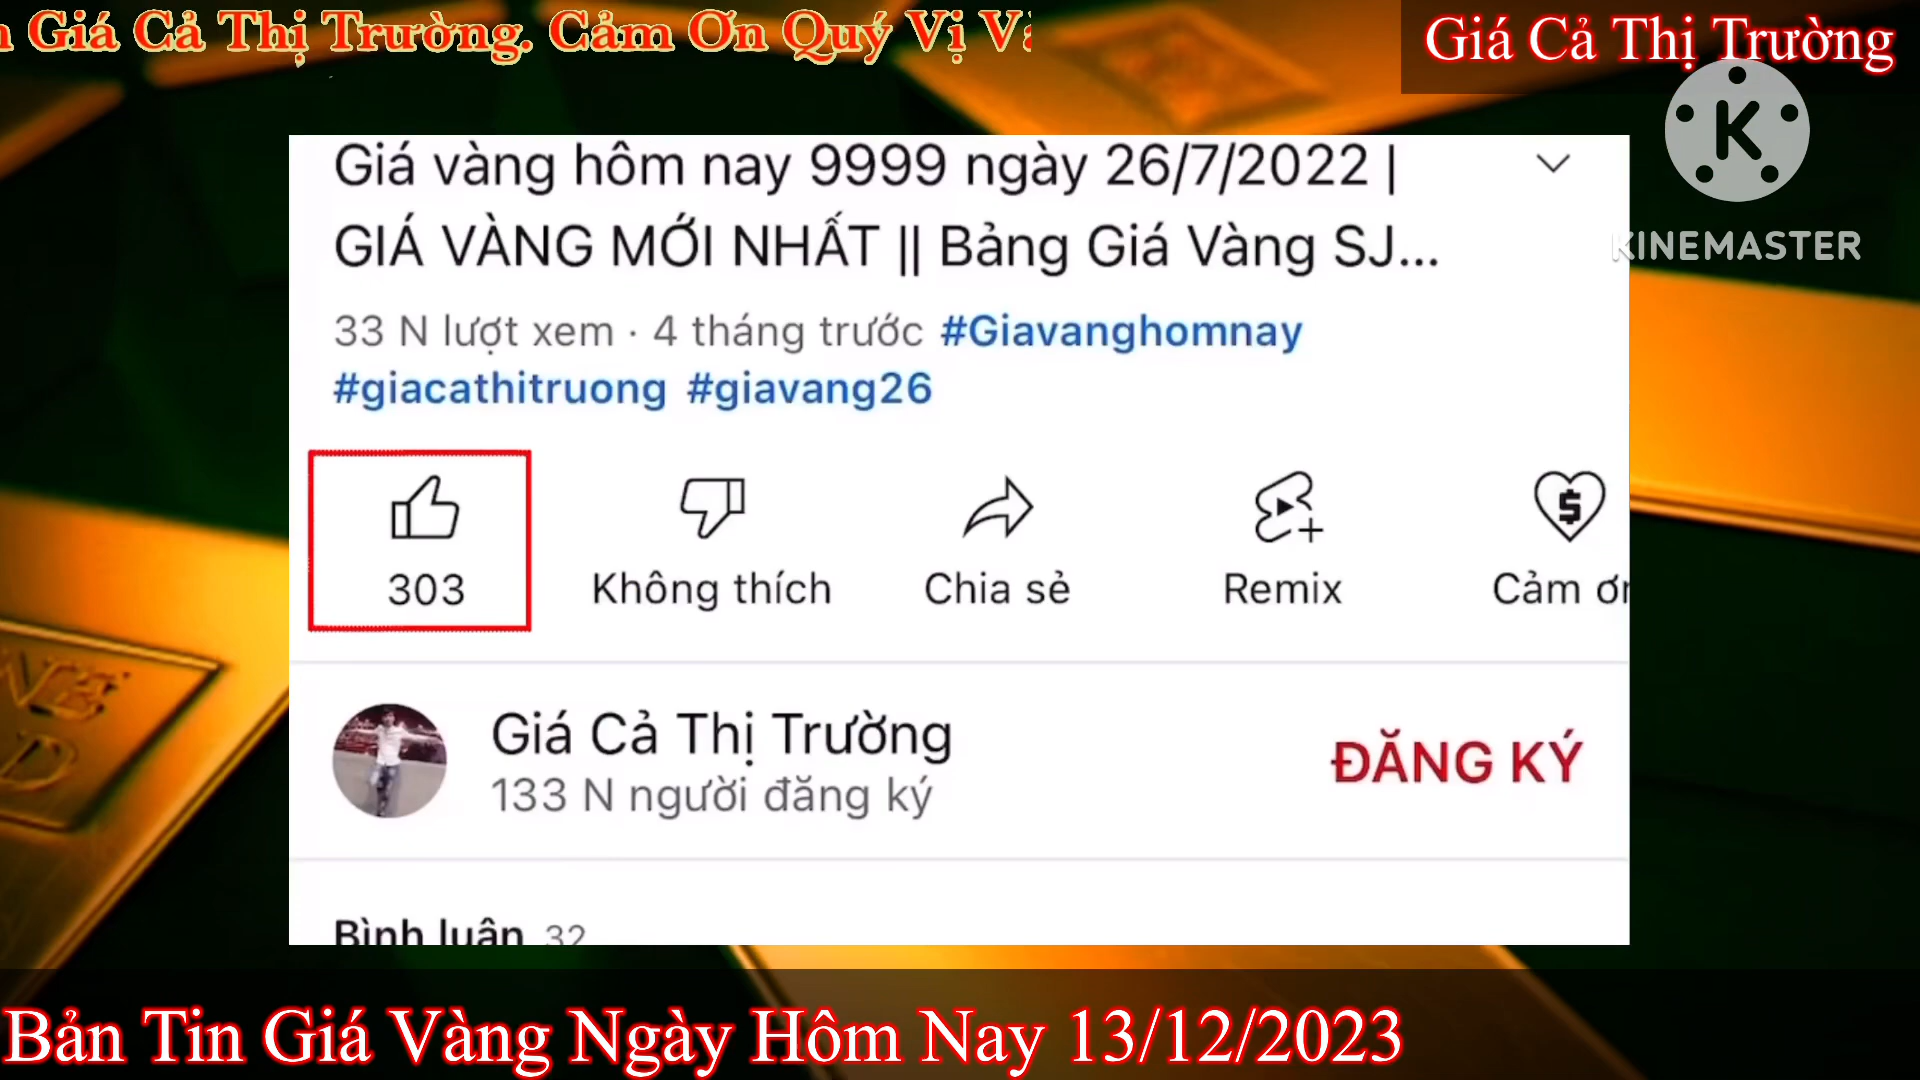 Giá Cả Thị Trường. Cảm Ơn Quý Vị
Giá Cả Thị Trường
K
KINEMASTER
Giá vàng hôm nay 9999 ngày 26/7/2022 |
GIÁ VÀNG MỚI NHẤT || Bảng Giá Vàng SJ...
33 N lượt xem · 4 tháng trước #Giavanghomnay
#giacathitruong #giavang26
303
Không thích
Chia sẻ
Remix
Cảm ơn
Giá Cả Thị Trường
133 N người đăng ký
ĐĂNG KÝ
Bình luận 32
Bản Tin Giá Vàng Ngày Hôm Nay 13/12/2023